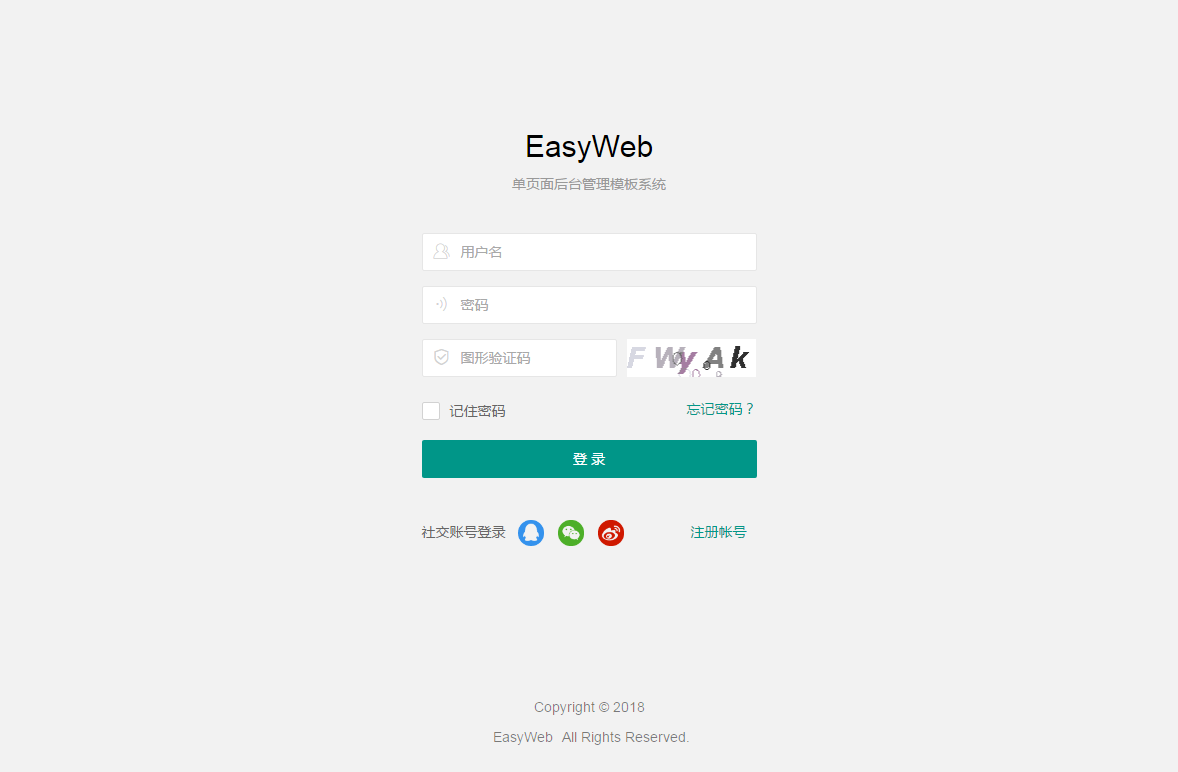 EasyWeb
单页面后台管理模板系统
用户名
密码
图形验证码 F W y A k
记住密码 忘记密码？
登 录
社交账号登录 注册帐号
Copyright © 2018
EasyWeb All Rights Reserved.